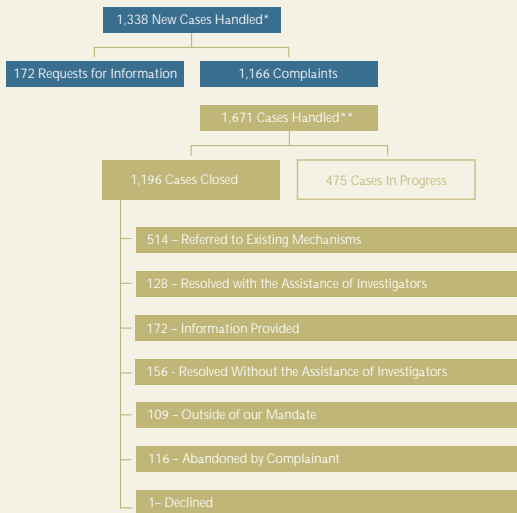 1,338 New Cases Handled*
172 Requests for Information
1,166 Complaints
1,671 Cases Handled**
1,196 Cases Closed
475 Cases In Progress
514 – Referred to Existing Mechanisms
128 – Resolved with the Assistance of Investigators
172 – Information Provided
156 - Resolved Without the Assistance of Investigators
109 – Outside of our Mandate
116 – Abandoned by Complainant
1– Declined